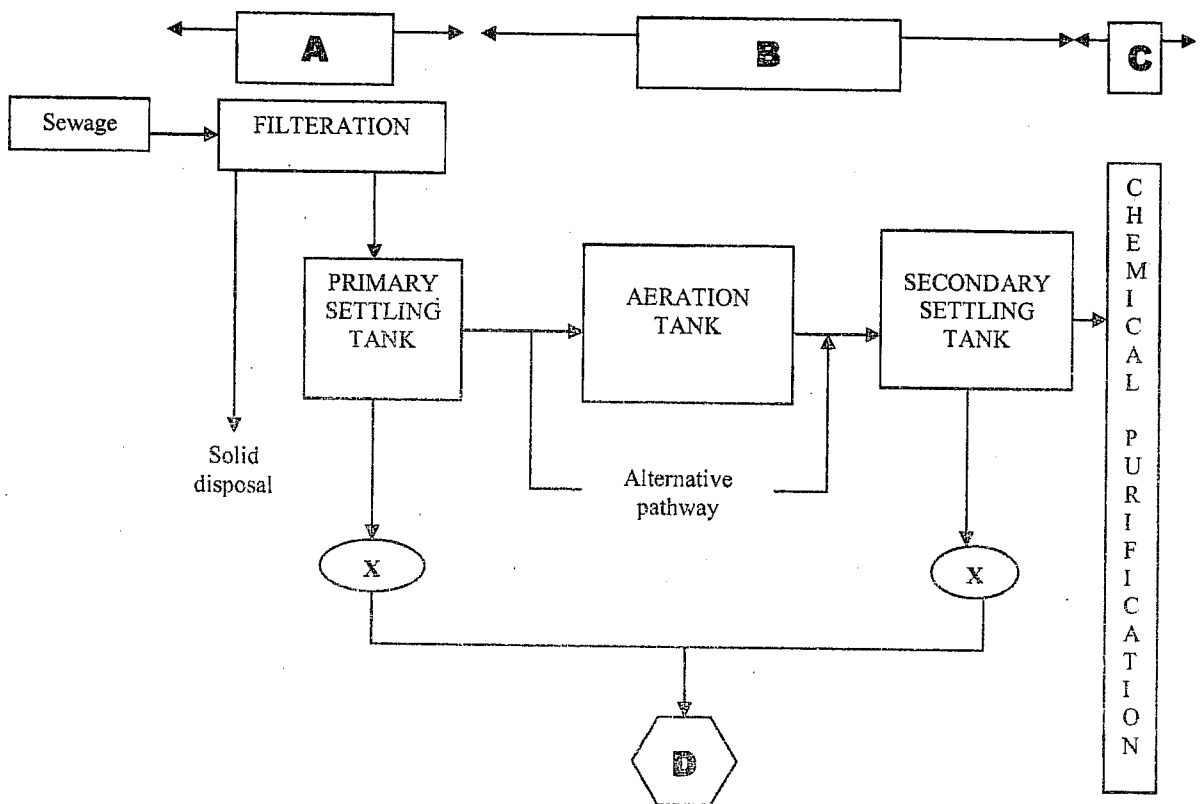 A
B
C
Sewage
FILTERATION
PRIMARY
SETTLING
TANK
AERATION
TANK
SECONDARY
SETTLING
TANK
C
H
E
M
I
C
A
L
P
U
R
I
F
I
C
A
T
I
O
N
Solid
disposal
Alternative
pathway
X
X
D